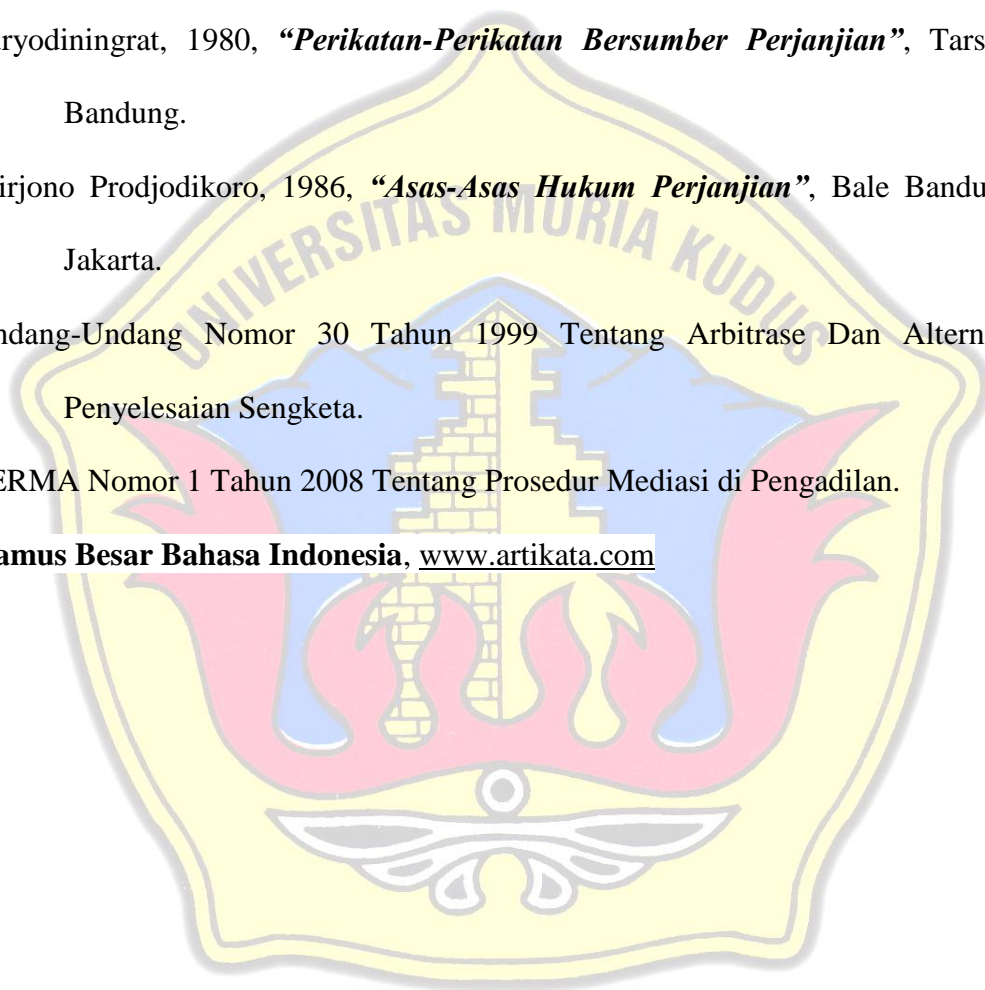 ryodiningrat, 1980, “Perikatan-Perikatan Bersumber Perjanjian”, Tars
Bandung.
irjono Prodjodikoro, 1986, “Asas-Asas Hukum Perjanjian”, Bale Bandu
Jakarta.
ndang-Undang Nomor 30 Tahun 1999 Tentang Arbitrase Dan Altern
Penyelesaian Sengketa.
ERMA Nomor 1 Tahun 2008 Tentang Prosedur Mediasi di Pengadilan.
amus Besar Bahasa Indonesia, www.artikata.com
UNIVERSITAS MURIA KUDUS